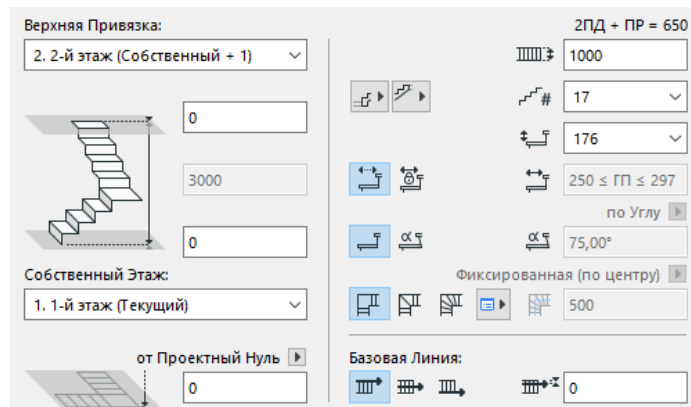 Верхняя Привязка:
2ПД + ПР = 650
2. 2-й этаж (Собственный + 1)
1000
0
#
17
176
3000
250 ≤ ГП ≤ 297
по Углу
0
α
α
75,00°
Собственный Этаж:
Фиксированная (по центру)
1. 1-й этаж (Текущий)
500
от Проектный Нуль
Базовая Линия:
0
0